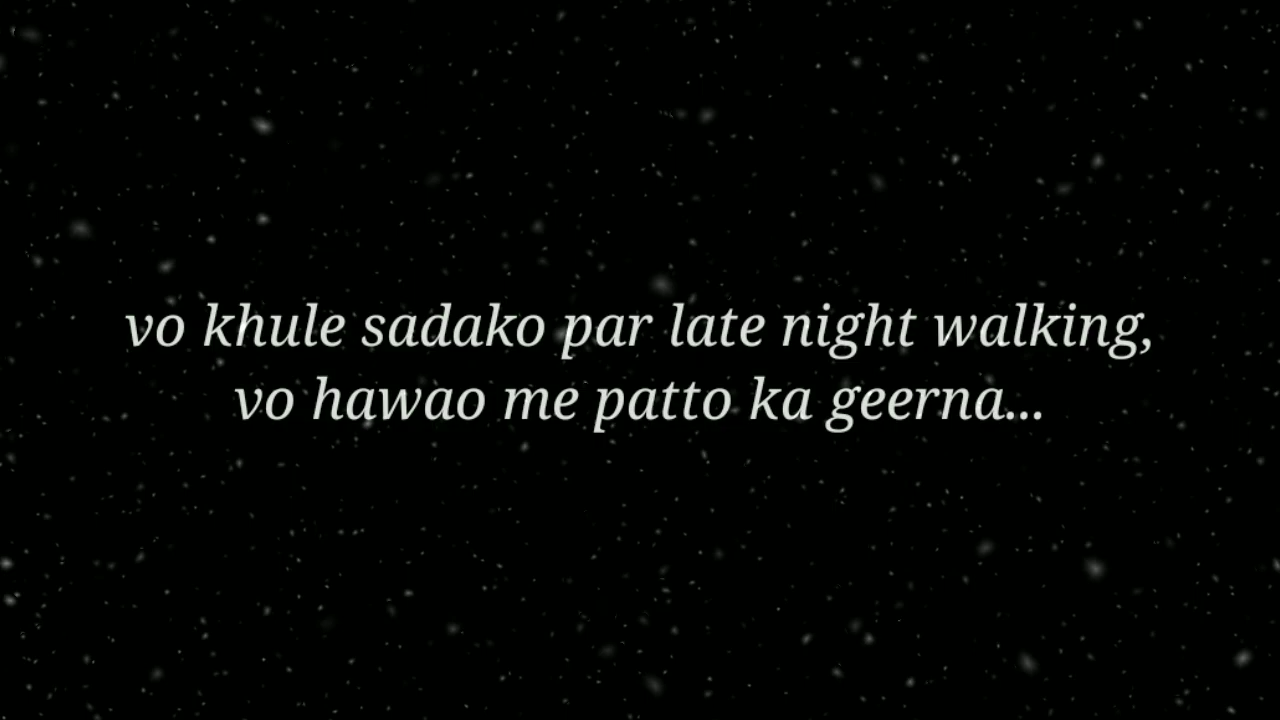 vo khule sadako par late night walking,
vo hawao me patto ka geerna...